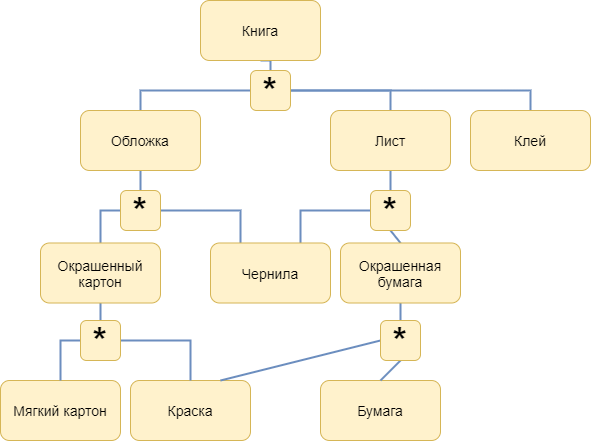 Книга
*
Обложка
Лист
Клей
*
*
Окрашенный
картон
Чернила
Окрашенная
бумага
*
*
Мягкий картон
Краска
Бумага